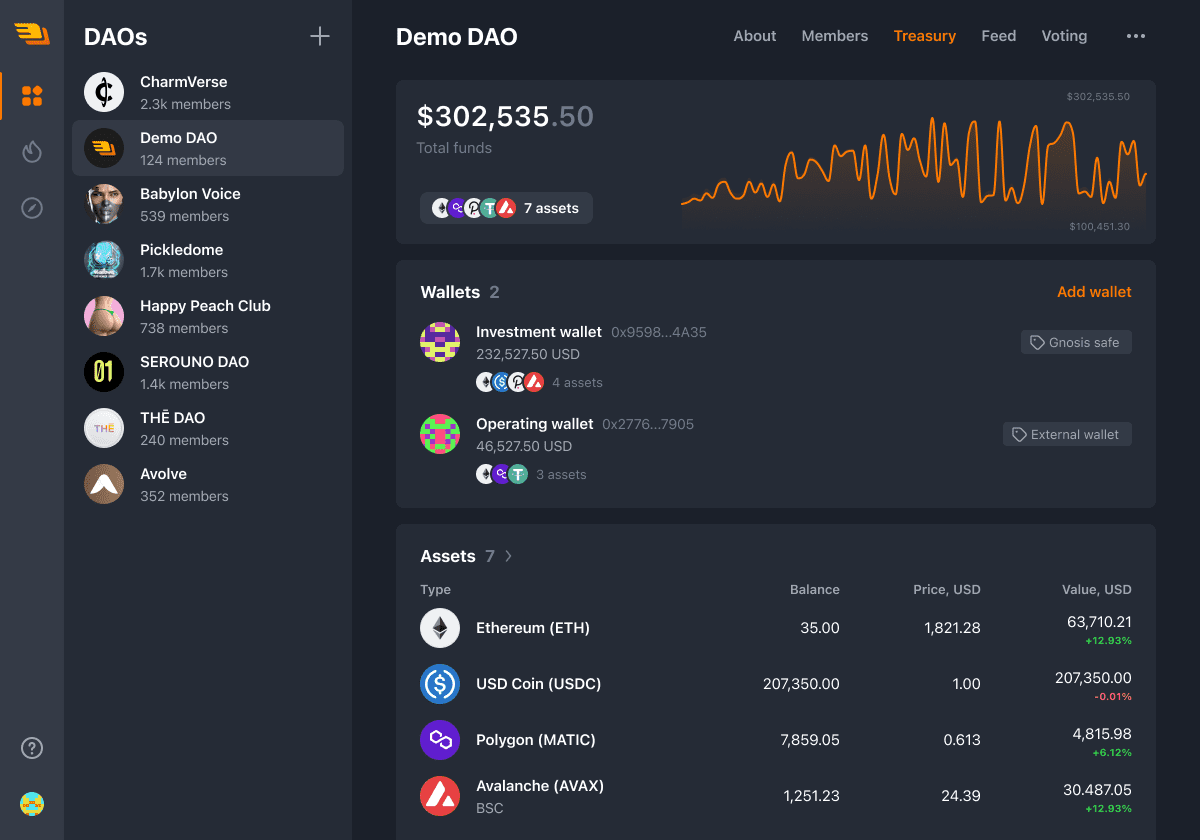 DAOs
CharmVerse
2.3k members
Demo DAO
124 members
Babylon Voice
539 members
Pickledome
1.7k members
Happy Peach Club
738 members
01
SEROUNO DAO
1.4k members
THĒ
THĒ DAO
240 members
Avolve
352 members
Demo DAO
About Members Treasury Feed Voting
$302,535.50
Total funds
7 assets
$302,535.50
$100,451.30
Wallets 2
Add wallet
Investment wallet 0x9598...4A35
232,527.50 USD
4 assets
Gnosis safe
Operating wallet 0x2776...7905
46,527.50 USD
3 assets
External wallet
Assets 7
Type Balance Price, USD Value, USD
Ethereum (ETH) 35.00 1,821.28 63,710.21
+12.93%
USD Coin (USDC) 207,350.00 1.00 207,350.00
-0.01%
Polygon (MATIC) 7,859.05 0.613 4,815.98
+6.12%
Avalanche (AVAX)
BSC
1,251.23 24.39 30.487.05
+12.93%